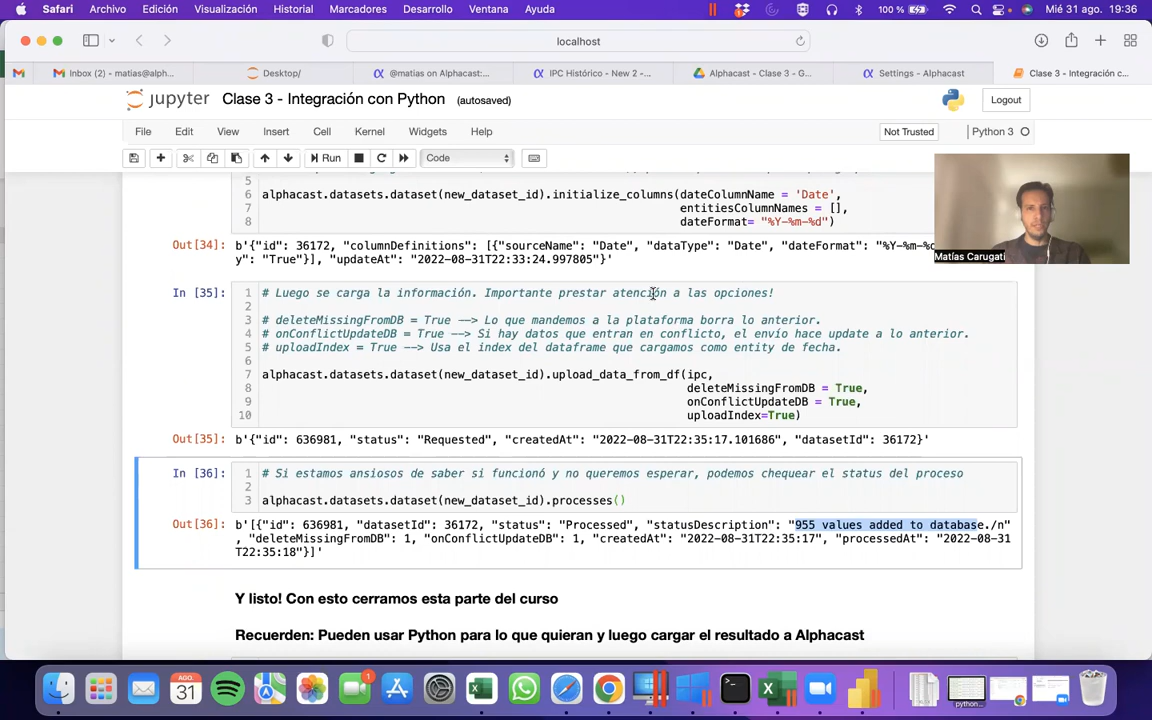 Safari Archivo Edición Visualización Historial Marcadores Desarrollo Ventana Ayuda 100 % Mié 31 ago. 19:36
localhost
Inbox (2) - matias@alph... Desktop/ @matias on Alphacast:... IPC Histórico - New 2 -... Alphacast - Clase 3 - G... Settings - Alphacast Clase 3 - Integración c...
jupyter Clase 3 - Integración con Python (autosaved) Logout
File Edit View Insert Cell Kernel Widgets Help Not Trusted Python 3
Run Code
5
6 alphacast.datasets.dataset(new_dataset_id).initialize_columns(dateColumnName = 'Date',
7 entitiesColumnNames = [],
8 dateFormat= "%Y-%m-%d")
Matías Carugati
Out[34]: b'{"id": 36172, "columnDefinitions": [{"sourceName": "Date", "dataType": "Date", "dateFormat": "%Y-%m-%d
y": "True"}], "updateAt": "2022-08-31T22:33:24.997805"}'
In [35]: 1 # Luego se carga la información. Importante prestar atención a las opciones!
2
3 # deleteMissingFromDB = True --> Lo que mandemos a la plataforma borra lo anterior.
4 # onConflictUpdateDB = True --> Si hay datos que entran en conflicto, el envío hace update a lo anterior.
5 # uploadIndex = True --> Usa el index del dataframe que cargamos como entity de fecha.
6
7 alphacast.datasets.dataset(new_dataset_id).upload_data_from_df(ipc,
8 deleteMissingFromDB = True,
9 onConflictUpdateDB = True,
10 uploadIndex=True)
Out[35]: b'{"id": 636981, "status": "Requested", "createdAt": "2022-08-31T22:35:17.101686", "datasetId": 36172}'
In [36]: 1 # Si estamos ansiosos de saber si funcionó y no queremos esperar, podemos chequear el status del proceso
2
3 alphacast.datasets.dataset(new_dataset_id).processes()
Out[36]: b'[{"id": 636981, "datasetId": 36172, "status": "Processed", "statusDescription": "955 values added to database./n"
, "deleteMissingFromDB": 1, "onConflictUpdateDB": 1, "createdAt": "2022-08-31T22:35:17", "processedAt": "2022-08-31
T22:35:18"}]'
Y listo! Con esto cerramos esta parte del curso
Recuerden: Pueden usar Python para lo que quieran y luego cargar el resultado a Alphacast
AGO.
31
1
python...